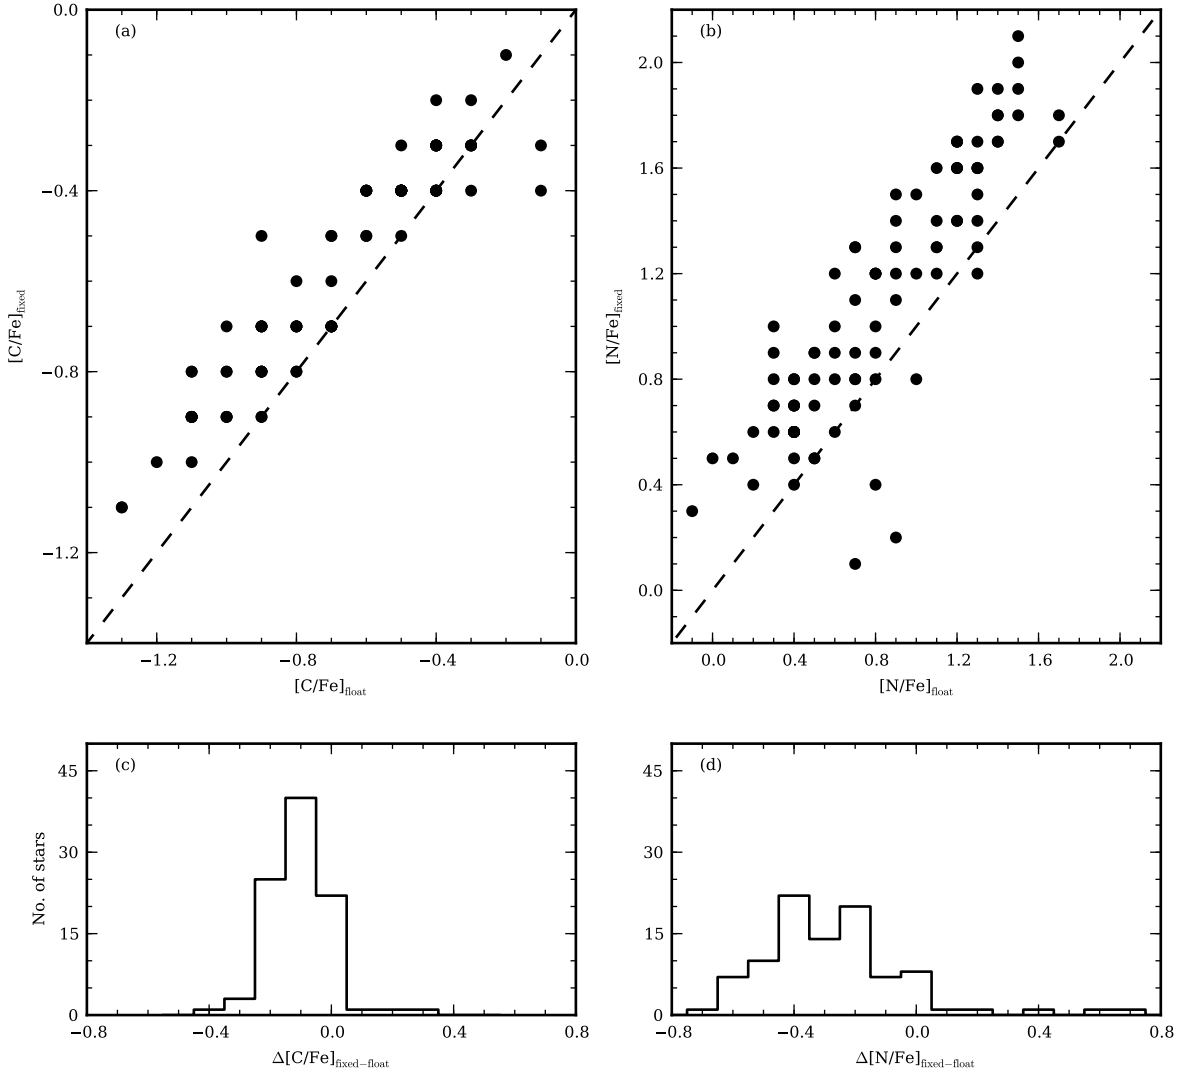 (a)
0.0
−0.4
−0.8
−1.2
[C/Fe]fixed
−1.2 −0.8 −0.4 0.0
[C/Fe]float
(b)
2.0
1.6
1.2
0.8
0.4
0.0
[N/Fe]fixed
0.0 0.4 0.8 1.2 1.6 2.0
[N/Fe]float
(c)
45
30
15
0
No. of stars
−0.8 −0.4 0.0 0.4 0.8
Δ[C/Fe]fixed−float
(d)
45
30
15
0
−0.8 −0.4 0.0 0.4 0.8
Δ[N/Fe]fixed−float